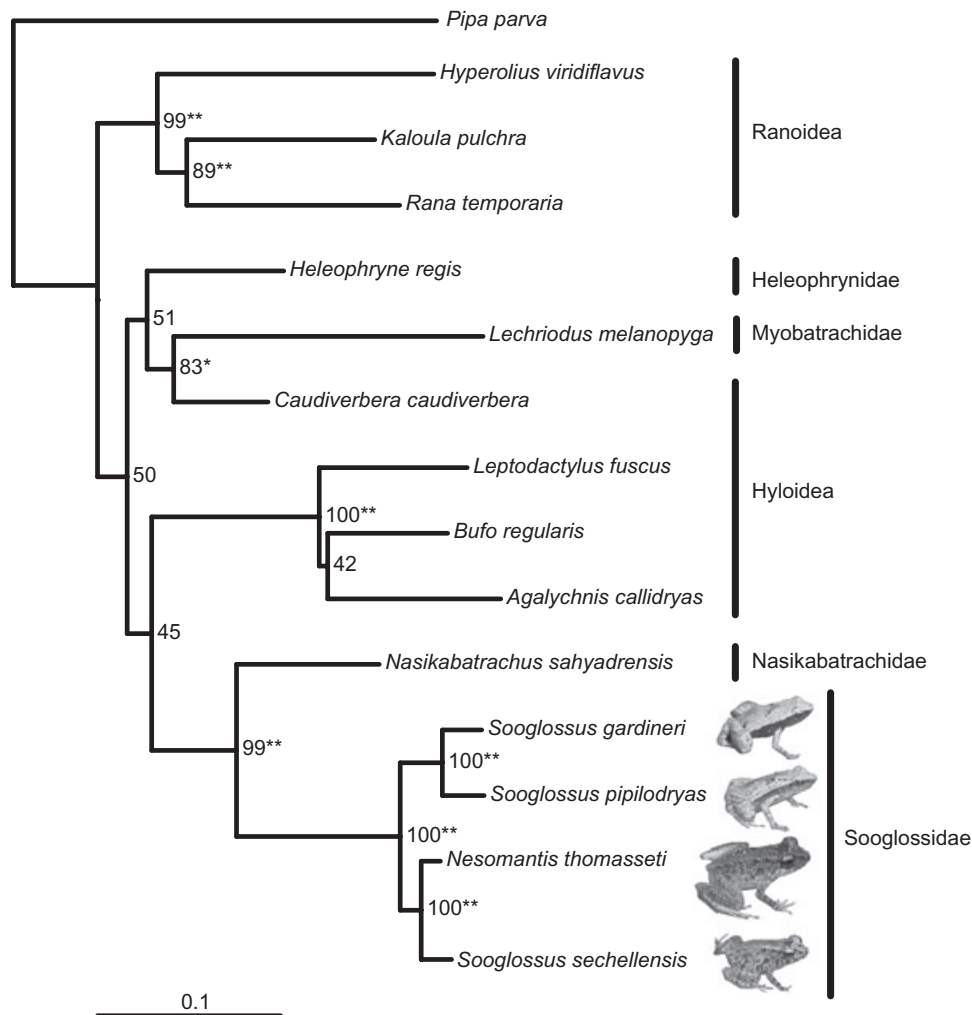 Pipa parva
Hyperolius viridiflavus
99**
Kaloula pulchra
Ranoidea
89**
Rana temporaria
Heleophryne regis
Heleophrynidae
51
Lechriodus melanopyga
Myobatrachidae
83*
Caudiverbera caudiverbera
Leptodactylus fuscus
50
Hyloidea
100**
Bufo regularis
42
Agalychnis callidryas
45
Nasikabatrachus sahyadrensis
Nasikabatrachidae
Sooglossus gardineri
99**
100**
Sooglossus pipilodryas
100**
Sooglossidae
Nesomantis thomasseti
100**
Sooglossus sechellensis
0.1